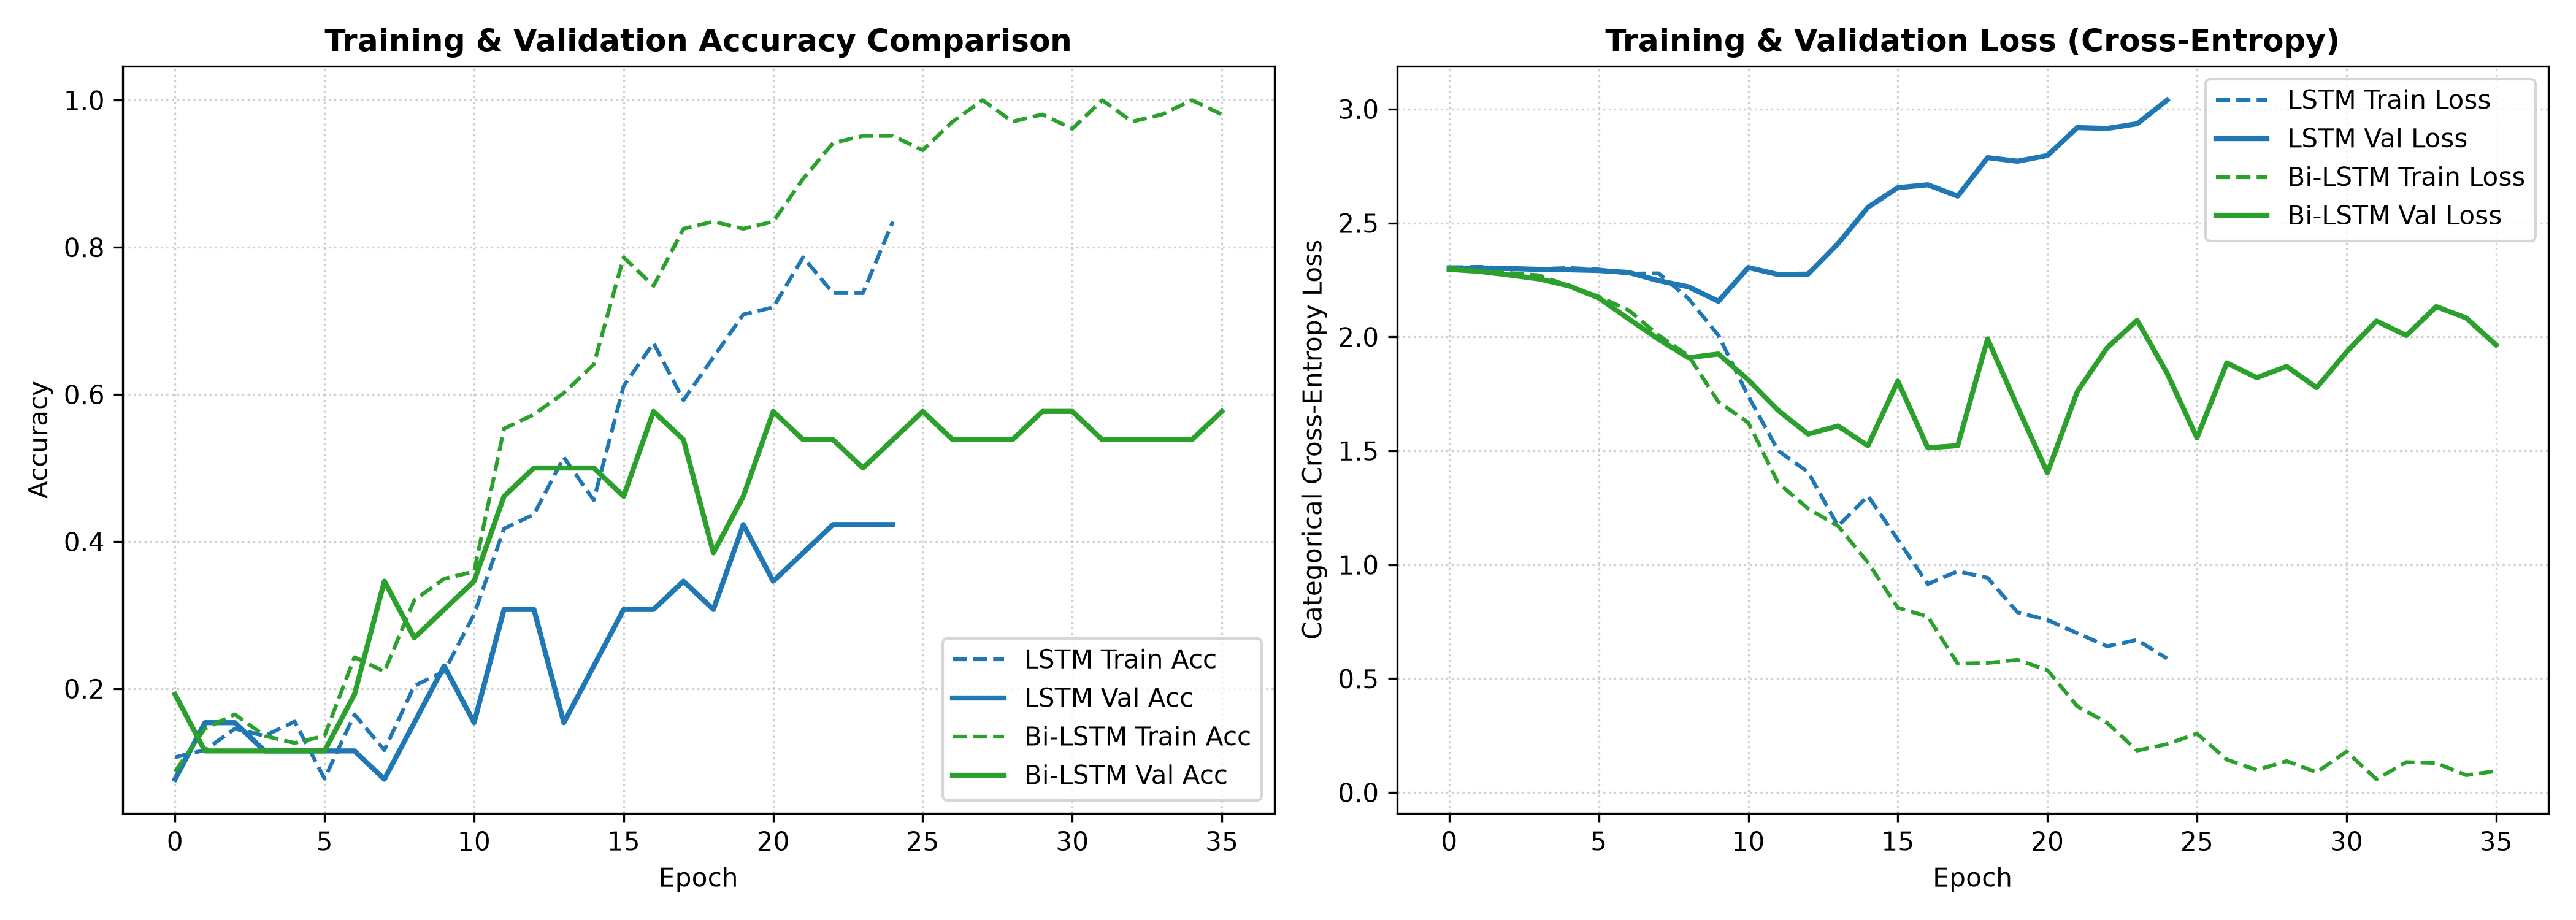 Training & Validation Accuracy Comparison
Accuracy
1.0
0.8
0.6
0.4
0.2
0 5 10 15 20 25 30 35
Epoch
LSTM Train Acc
LSTM Val Acc
Bi-LSTM Train Acc
Bi-LSTM Val Acc
Training & Validation Loss (Cross-Entropy)
Categorical Cross-Entropy Loss
3.0
2.5
2.0
1.5
1.0
0.5
0.0
0 5 10 15 20 25 30 35
Epoch
LSTM Train Loss
LSTM Val Loss
Bi-LSTM Train Loss
Bi-LSTM Val Loss